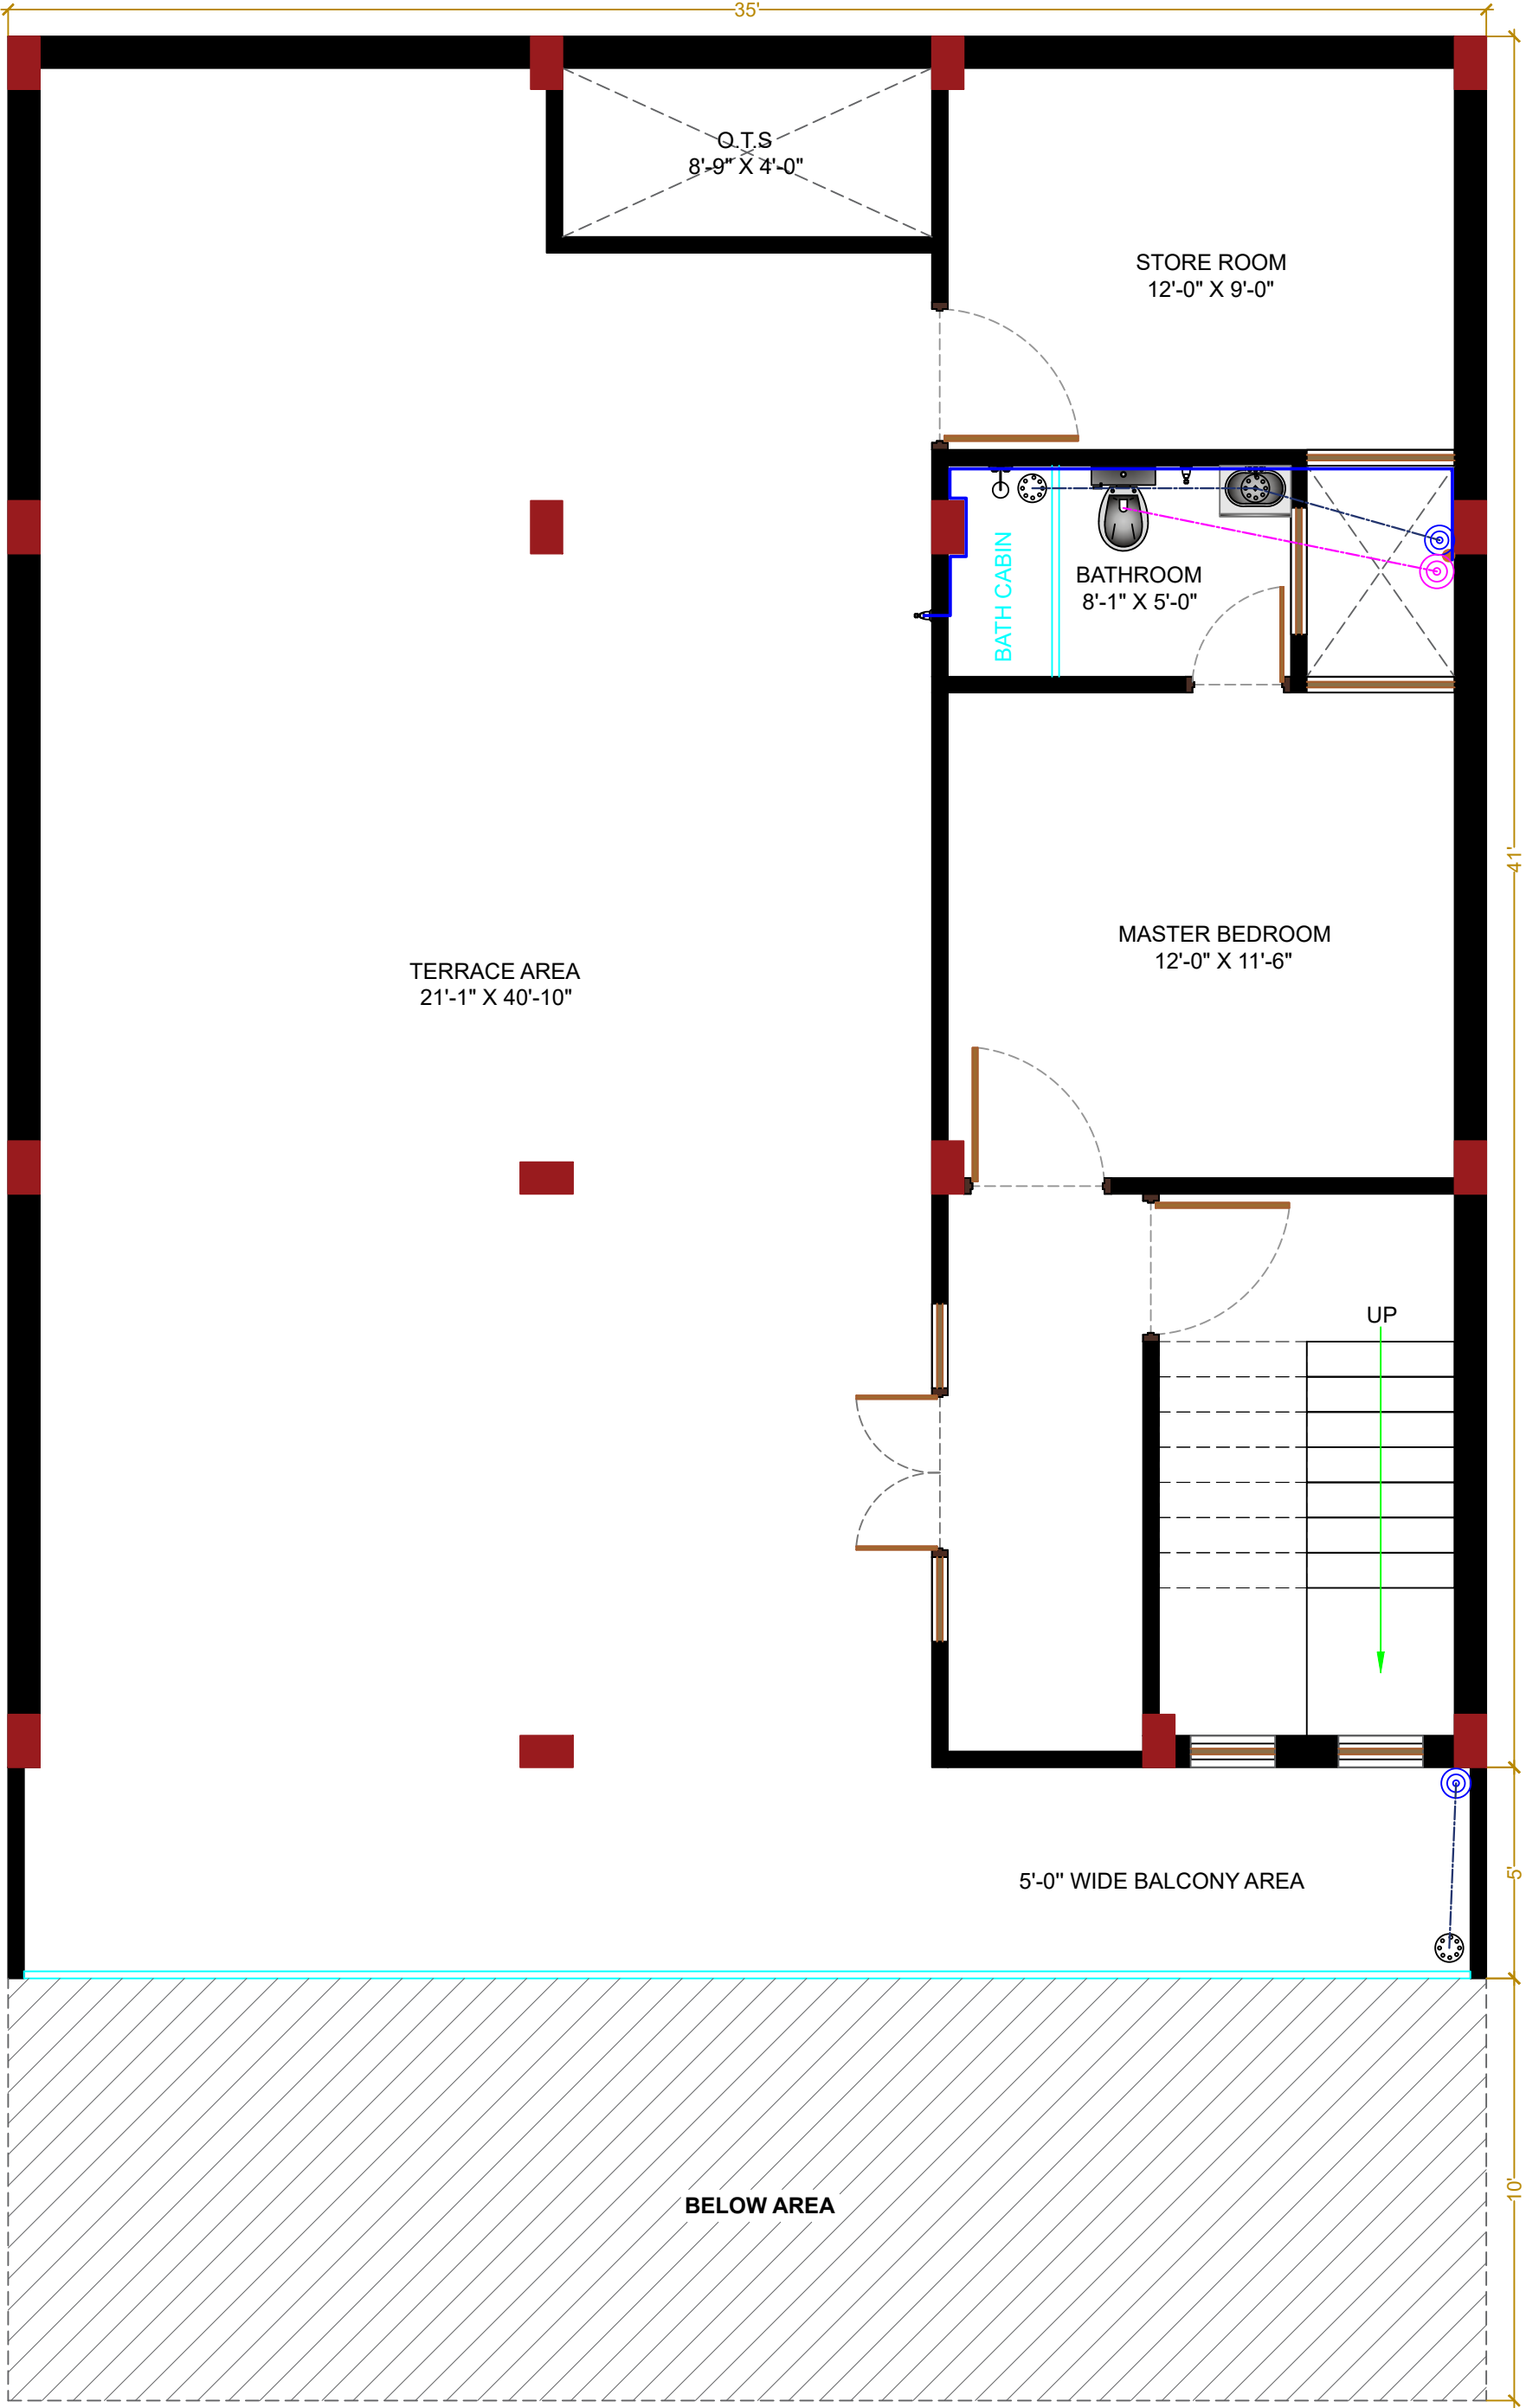 35'
O.T.S
8'-9" X 4'-0"
STORE ROOM
12'-0" X 9'-0"
BATH CABIN
BATHROOM
8'-1" X 5'-0"
41'
MASTER BEDROOM
12'-0" X 11'-6"
TERRACE AREA
21'-1" X 40'-10"
UP
5'-0" WIDE BALCONY AREA
5'
10'
BELOW AREA